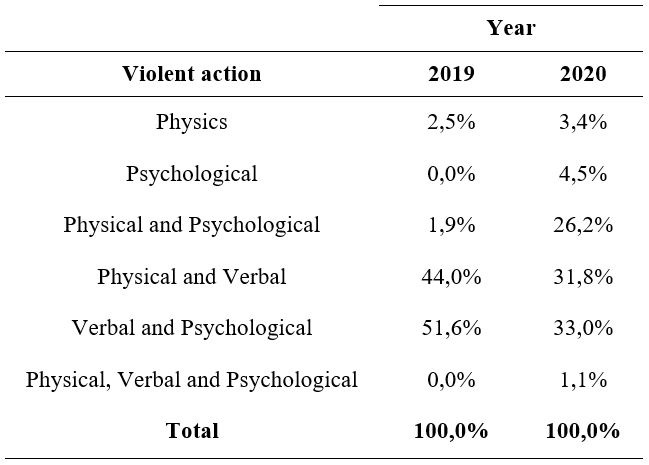 Year
Violent action 2019 2020
Physics 2,5% 3,4%
Psychological 0,0% 4,5%
Physical and Psychological 1,9% 26,2%
Physical and Verbal 44,0% 31,8%
Verbal and Psychological 51,6% 33,0%
Physical, Verbal and Psychological 0,0% 1,1%
Total 100,0% 100,0%